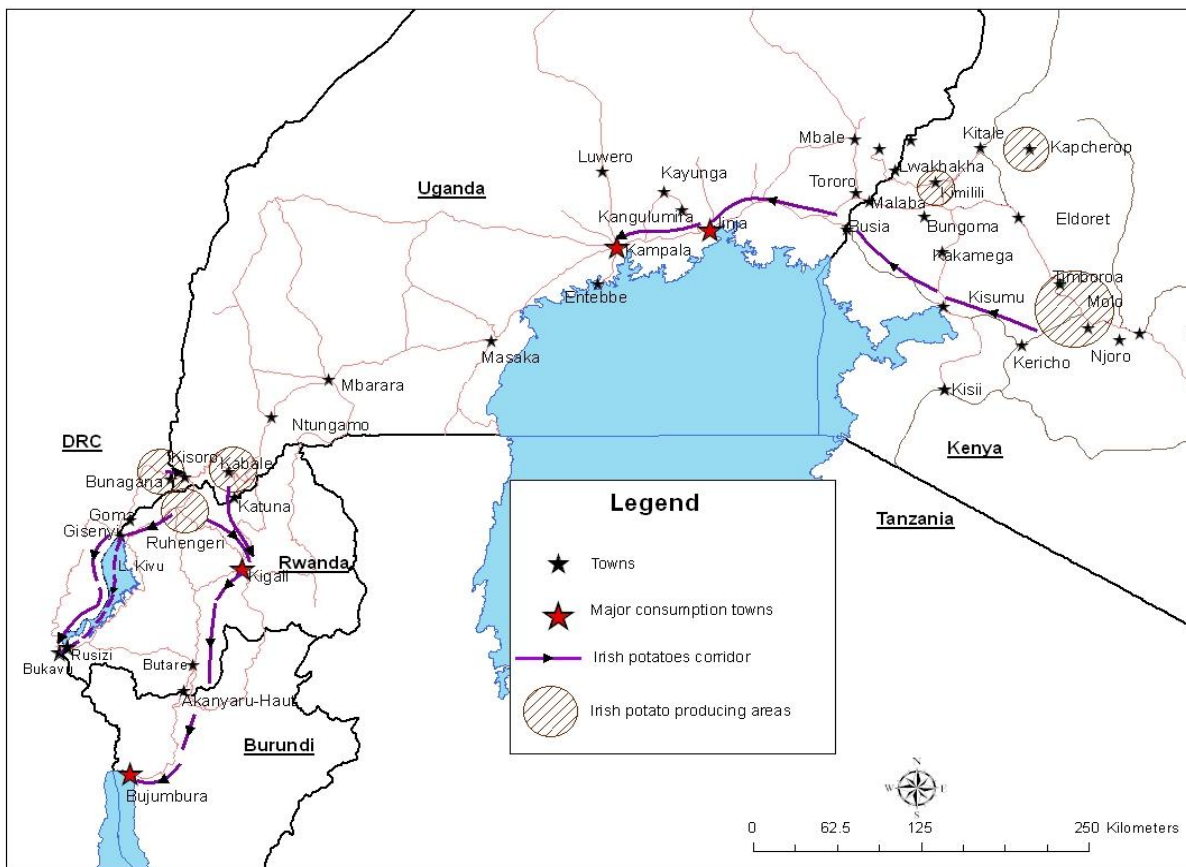 Mbale
Kitale
Kapcherop
Luwero
Lwakhakha
Kayunga
Uganda
Tororo
Kimilili
Malaba
Kangulumira
Jinja
Busia
Bungoma
Eldoret
Kampala
Kakamega
Timboroa
Entebbe
Kisumu
Molo
Masaka
Kericho
Njoro
Mbarara
Kisii
Ntungamo
DRC
Kenya
Kisoro
Kabale
Bunagana
Katuna
Goma
Gisenyi
Ruhengeri
Tanzania
L. Kivu
Kigali
Rwanda
Rusizi
Bukavu
Butare
Akanyaru-Haut
Burundi
Bujumbura
Legend
Towns
Major consumption towns
Irish potatoes corridor
Irish potato producing areas
N
W E
S
0 62.5 125 250 Kilometers